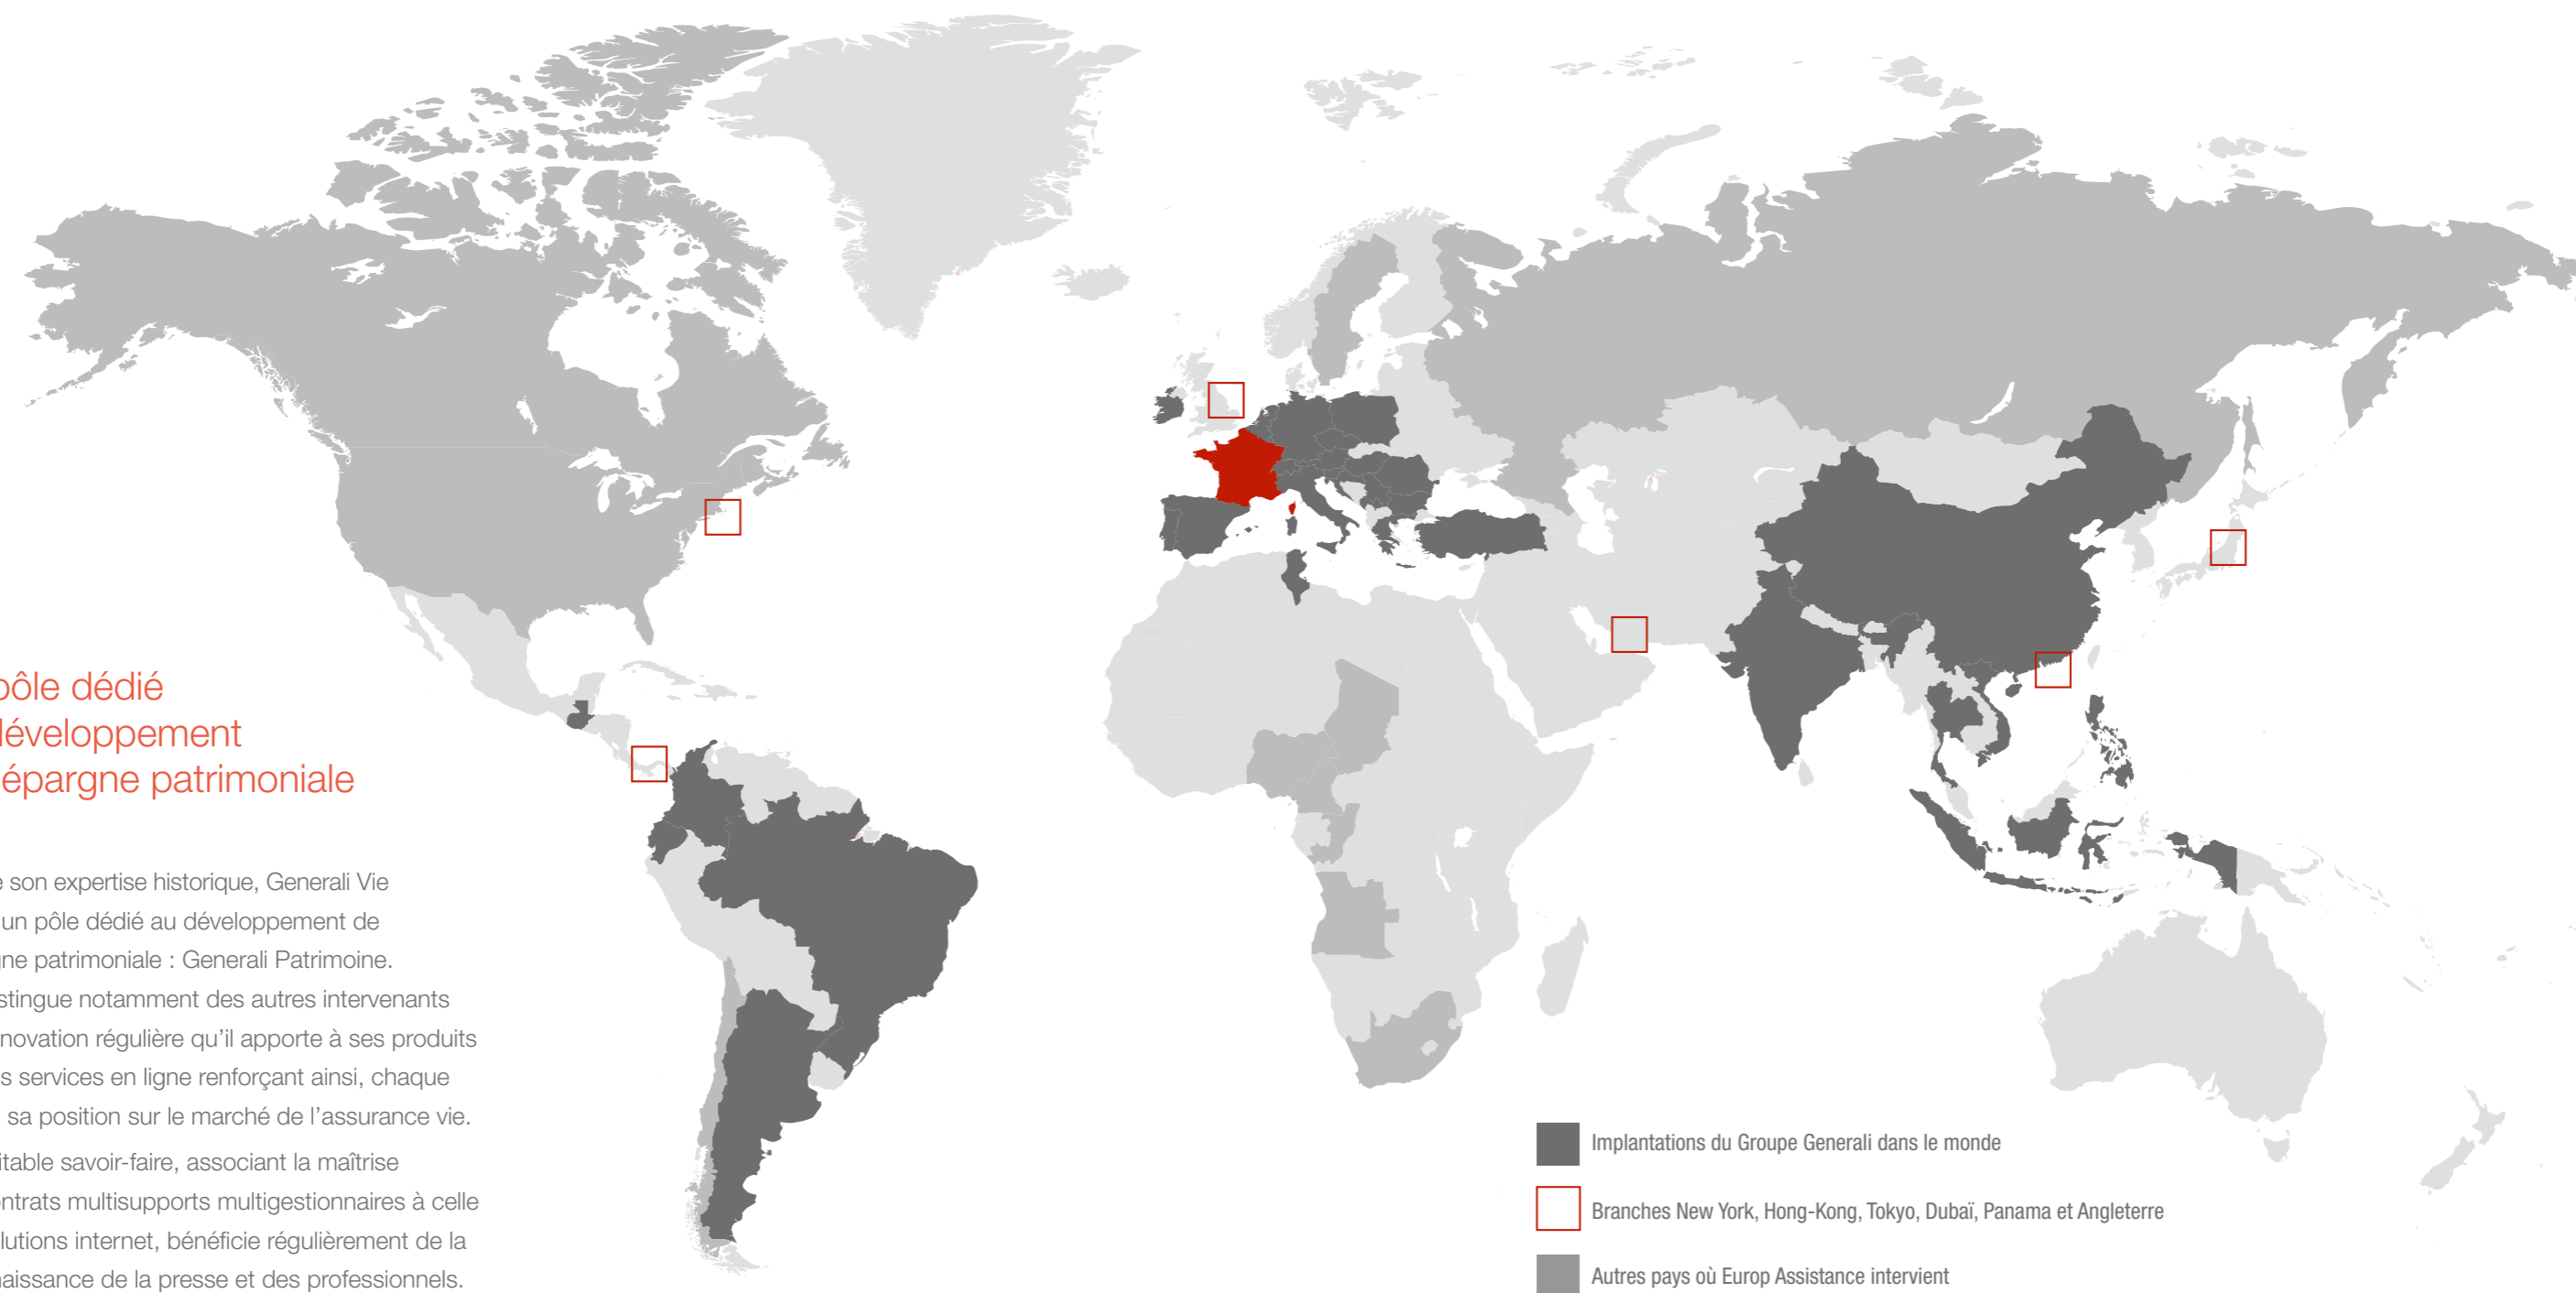 pôle dédié
développement
épargne patrimoniale
son expertise historique, Generali Vie
un pôle dédié au développement de
gne patrimoniale : Generali Patrimoine.
stingue notamment des autres intervenants
novation régulière qu'il apporte à ses produits
s services en ligne renforçant ainsi, chaque
sa position sur le marché de l'assurance vie.
itable savoir-faire, associant la maîtrise
ontrats multisupports multigestionnaires à celle
lutions internet, bénéficie régulièrement de la
naissance de la presse et des professionnels.
Implantations du Groupe Generali dans le monde
Branches New York, Hong-Kong, Tokyo, Dubaï, Panama et Angleterre
Autres pays où Europ Assistance intervient